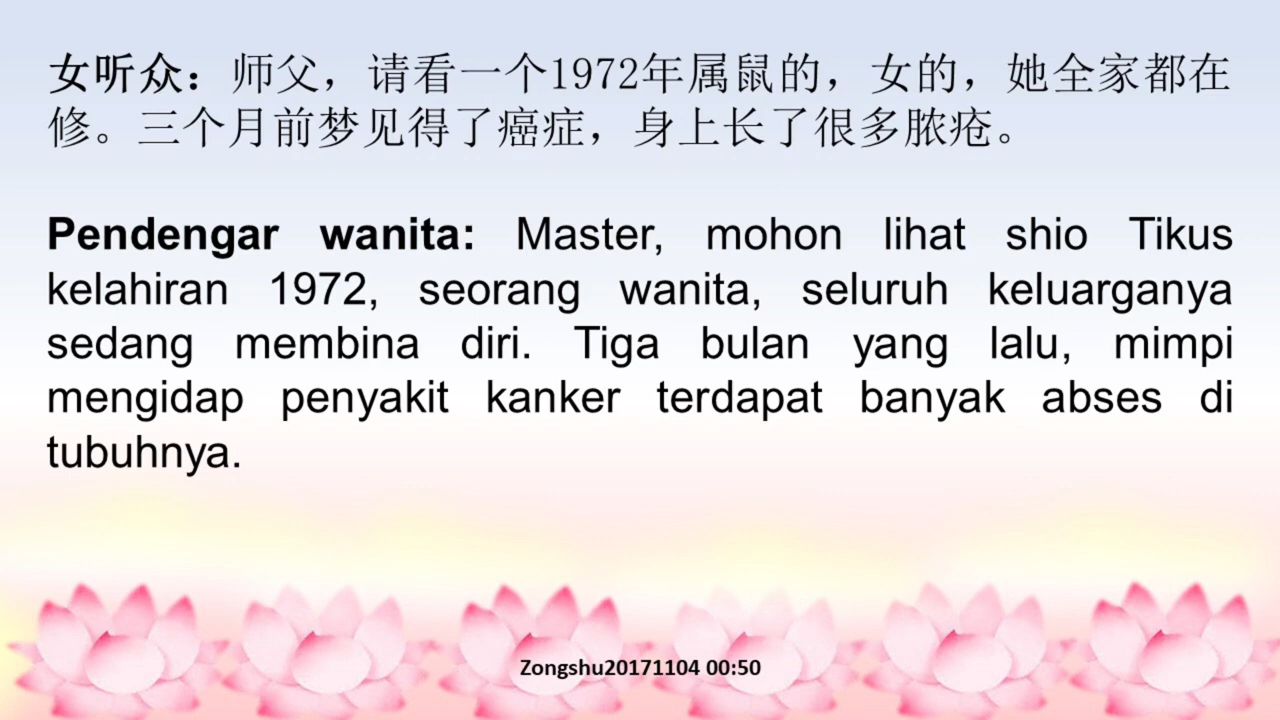 女听众：师父，请看一个1972年属鼠的，女的，她全家都在
修。三个月前梦见得了癌症，身上长了很多脓疮。
Pendengar wanita: Master, mohon lihat shio Tikus
kelahiran 1972, seorang wanita, seluruh keluarganya
sedang membina diri. Tiga bulan yang lalu, mimpi
mengidap penyakit kanker terdapat banyak abses di
tubuhnya.
Zongshu20171104 00:50